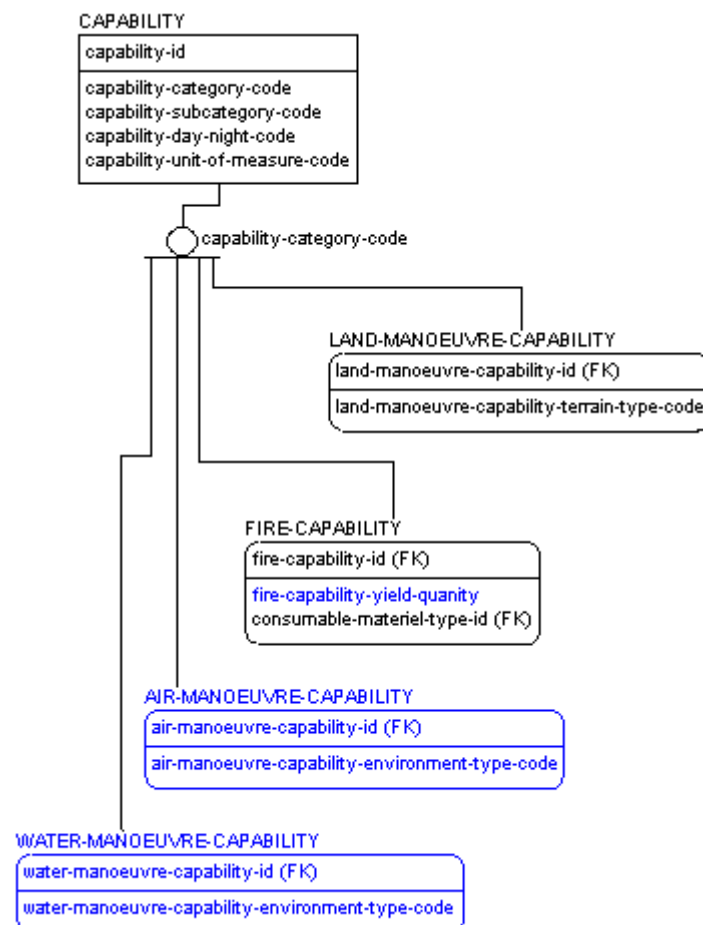 CAPABILITY
capability-id
capability-category-code
capability-subcategory-code
capability-day-night-code
capability-unit-of-measure-code
capability-category-code
LAND-MANOEUVRE-CAPABILITY
land-manoeuvre-capability-id (FK)
land-manoeuvre-capability-terrain-type-code
FIRE-CAPABILITY
fire-capability-id (FK)
fire-capability-yield-quanity
consumable-materiel-type-id (FK)
AIR-MANOEUVRE-CAPABILITY
air-manoeuvre-capability-id (FK)
air-manoeuvre-capability-environment-type-code
WATER-MANOEUVRE-CAPABILITY
water-manoeuvre-capability-id (FK)
water-manoeuvre-capability-environment-type-code